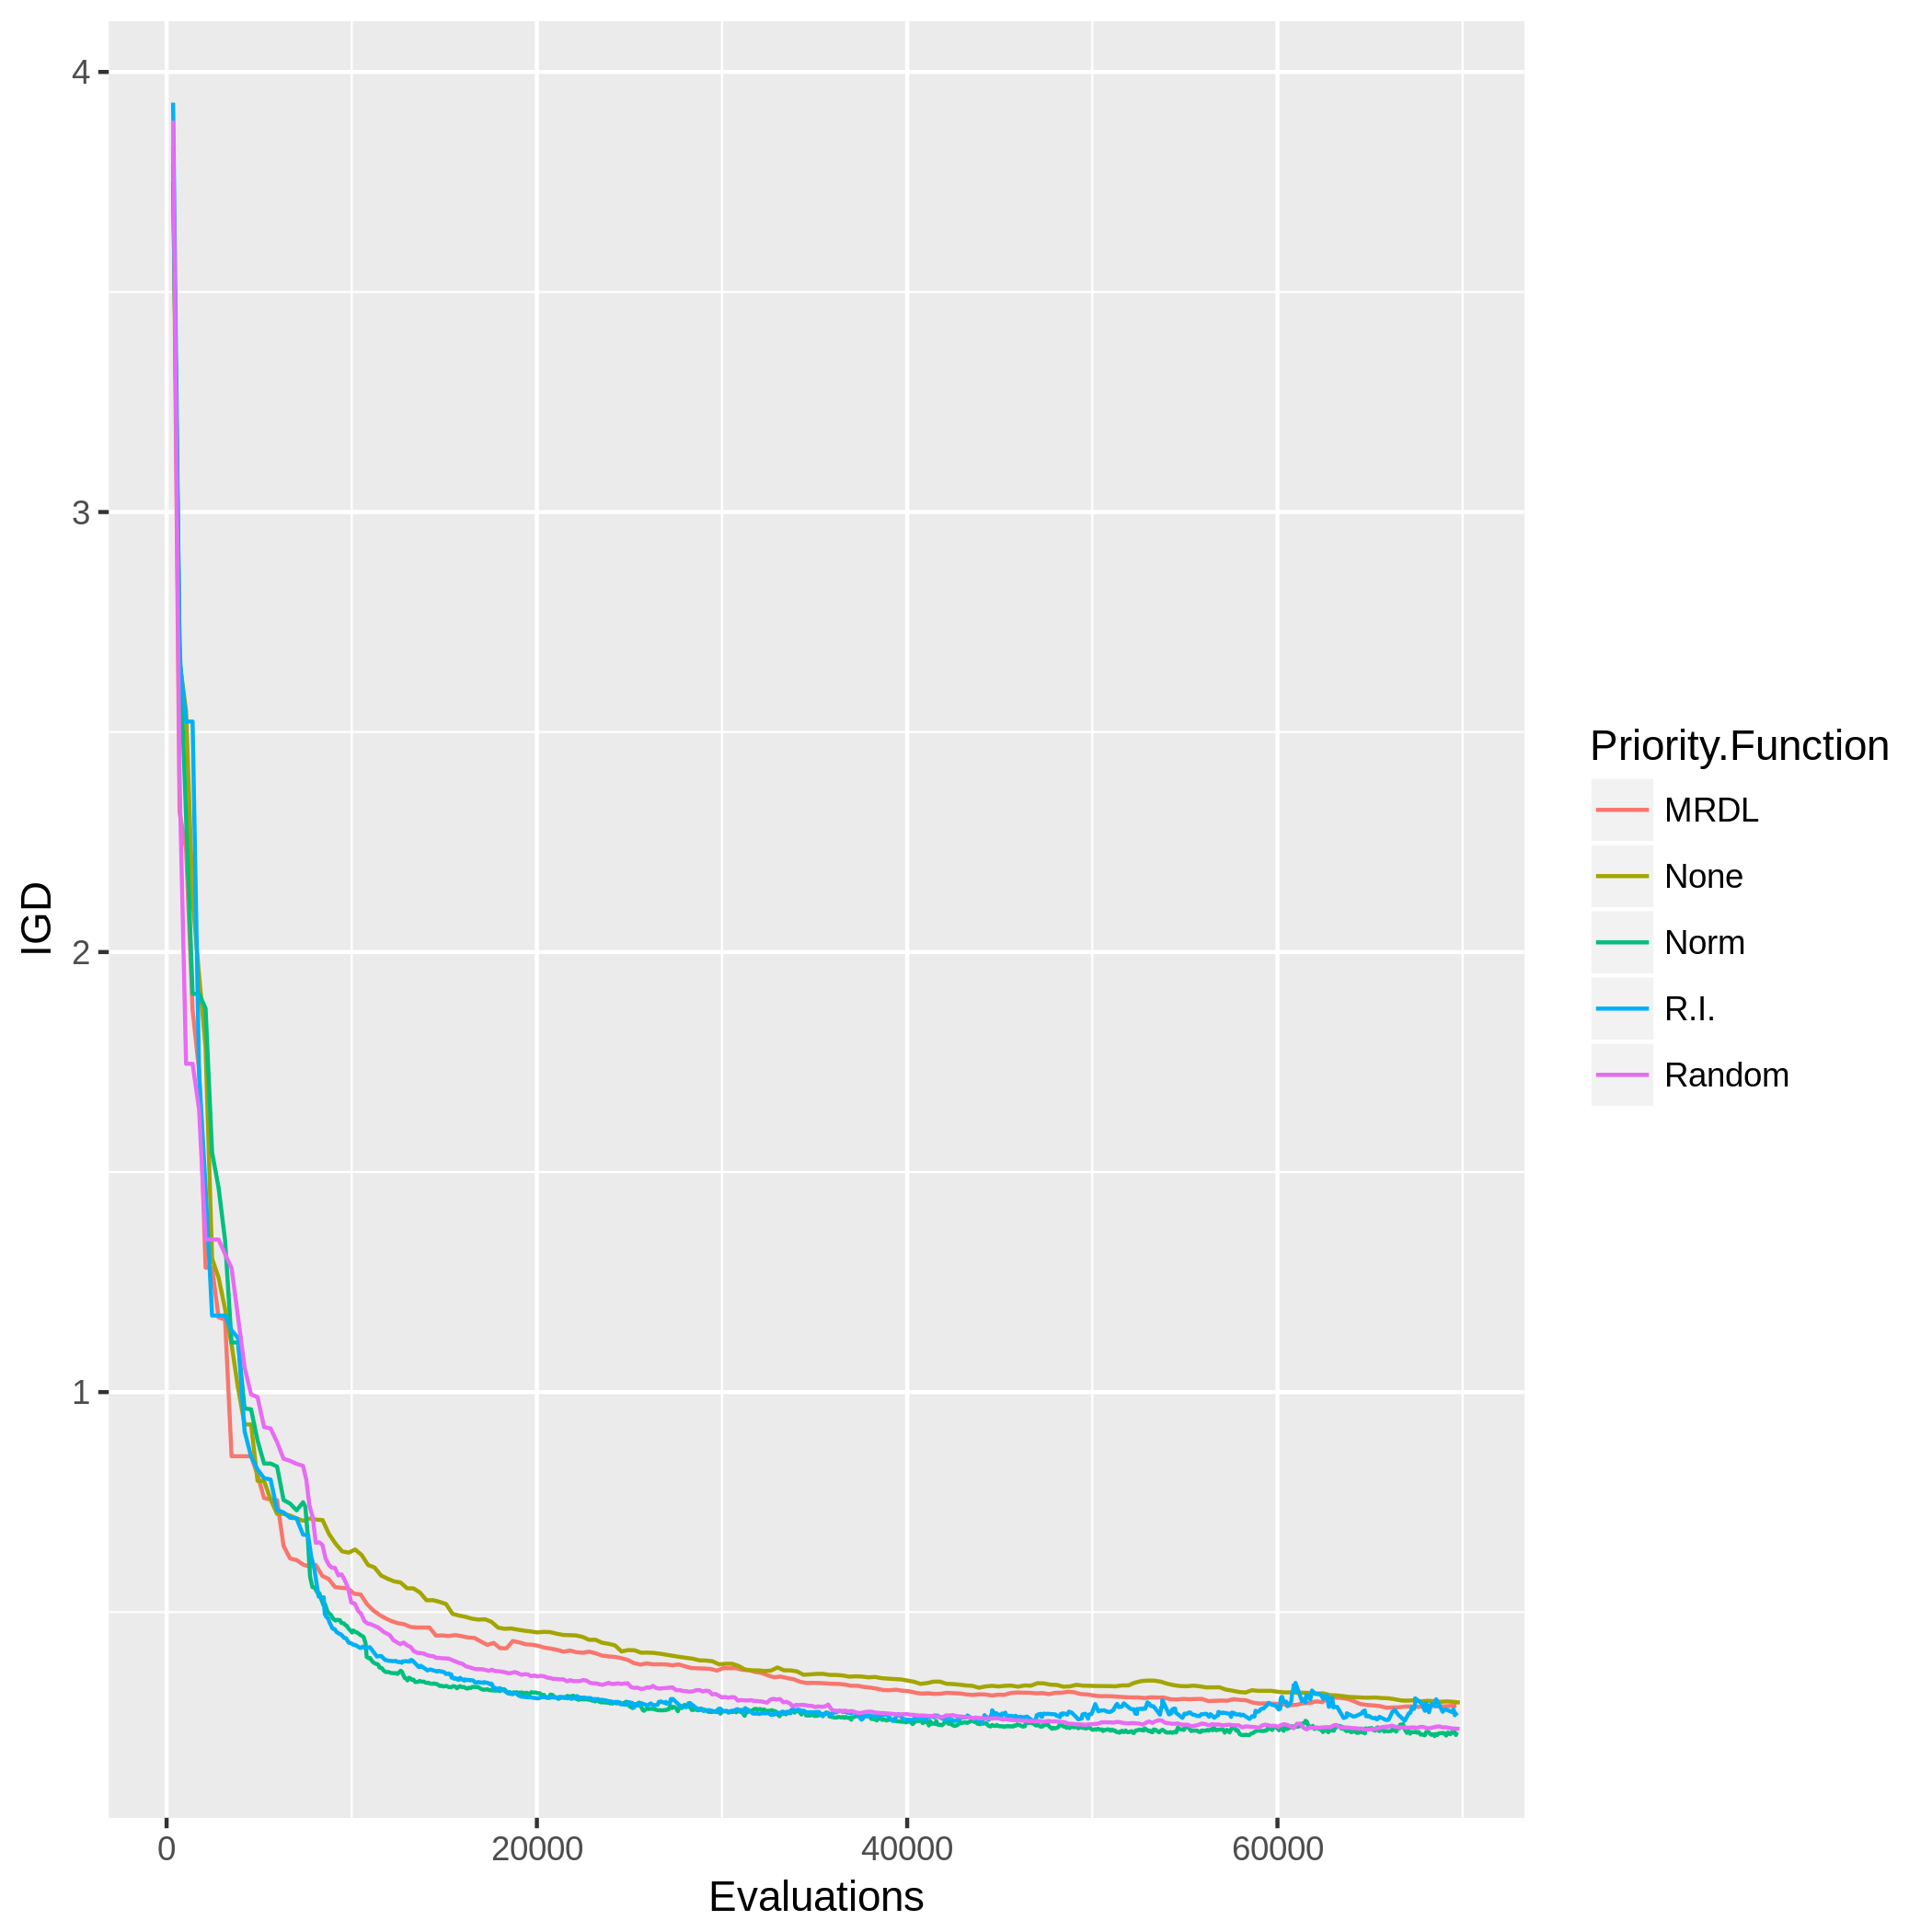 4
3
2
1
IGD
0
20000
40000
60000
Evaluations
Priority.Function
MRDL
None
Norm
R.I.
Random